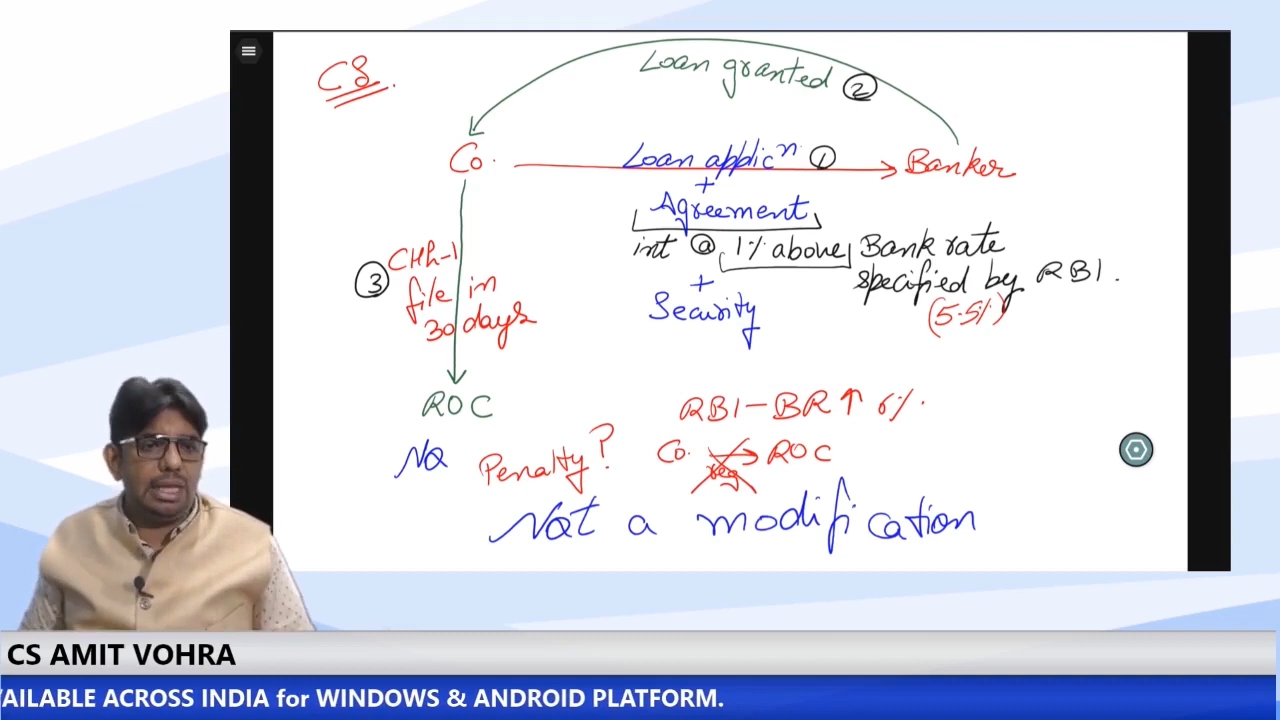 CS.
Loan granted ②
Co. Loan applicⁿ ① Banker
+
Agreement
int @ 1% above Bank rate
specified by RBI.
(5.5%)
+
Security
③ CHG-1
file in
30 days
ROC
RBI - BR ↑ 6%.
No Penalty? Co. → ROC
reg
Not a modification
CS AMIT VOHRA
VAILABLE ACROSS INDIA for WINDOWS & ANDROID PLATFORM.